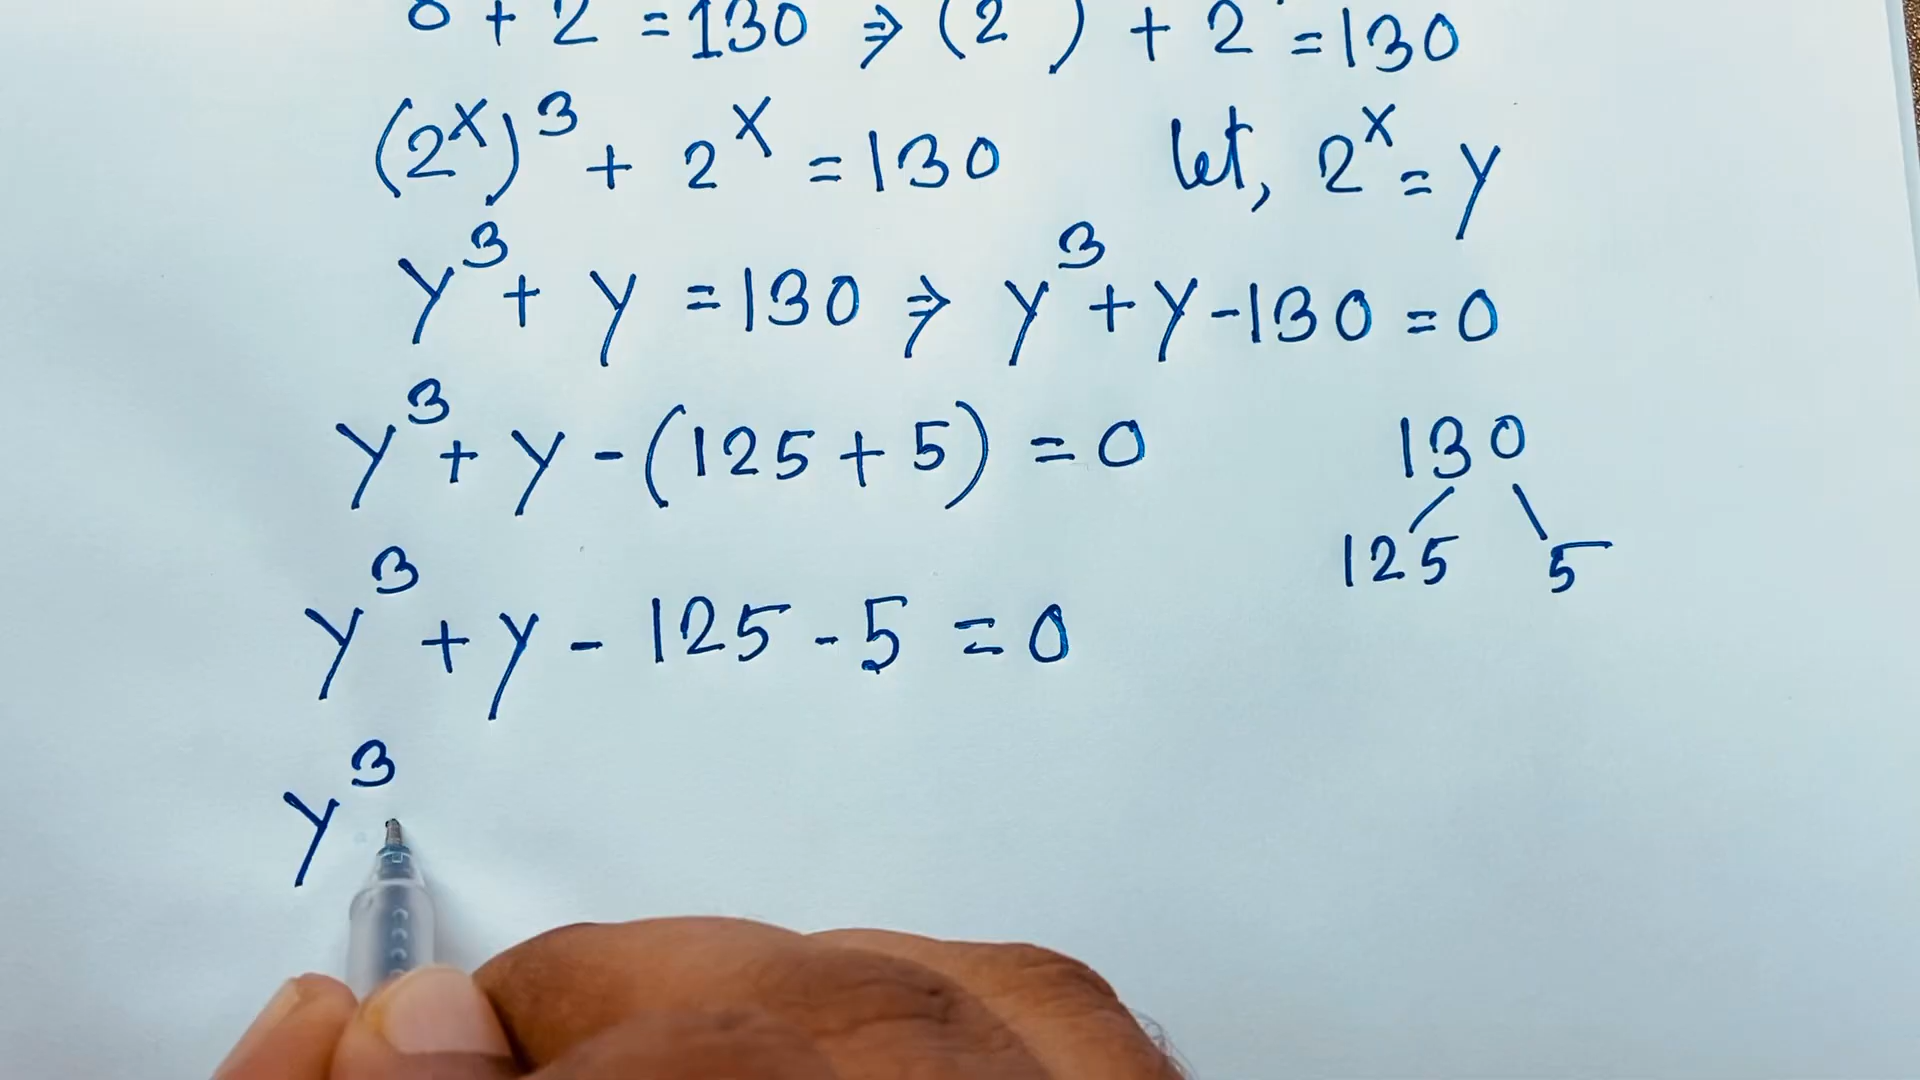 + 2 = 130 ⇒ (2 ) + 2 = 130
(2^x)^3 + 2^x = 130 let, 2^x = y
y^3 + y = 130 ⇒ y^3 + y - 130 = 0
y^3 + y - (125 + 5) = 0 130
125 5
y^3 + y - 125 - 5 = 0
y^3